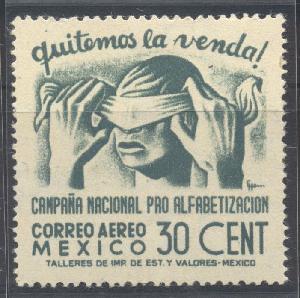 ¡quitemos la venda!
CAMPAÑA NACIONAL PRO ALFABETIZACION
CORREO AEREO
MEXICO 30 CENT
TALLERES DE IMP. DE EST. Y VALORES-MEXICO